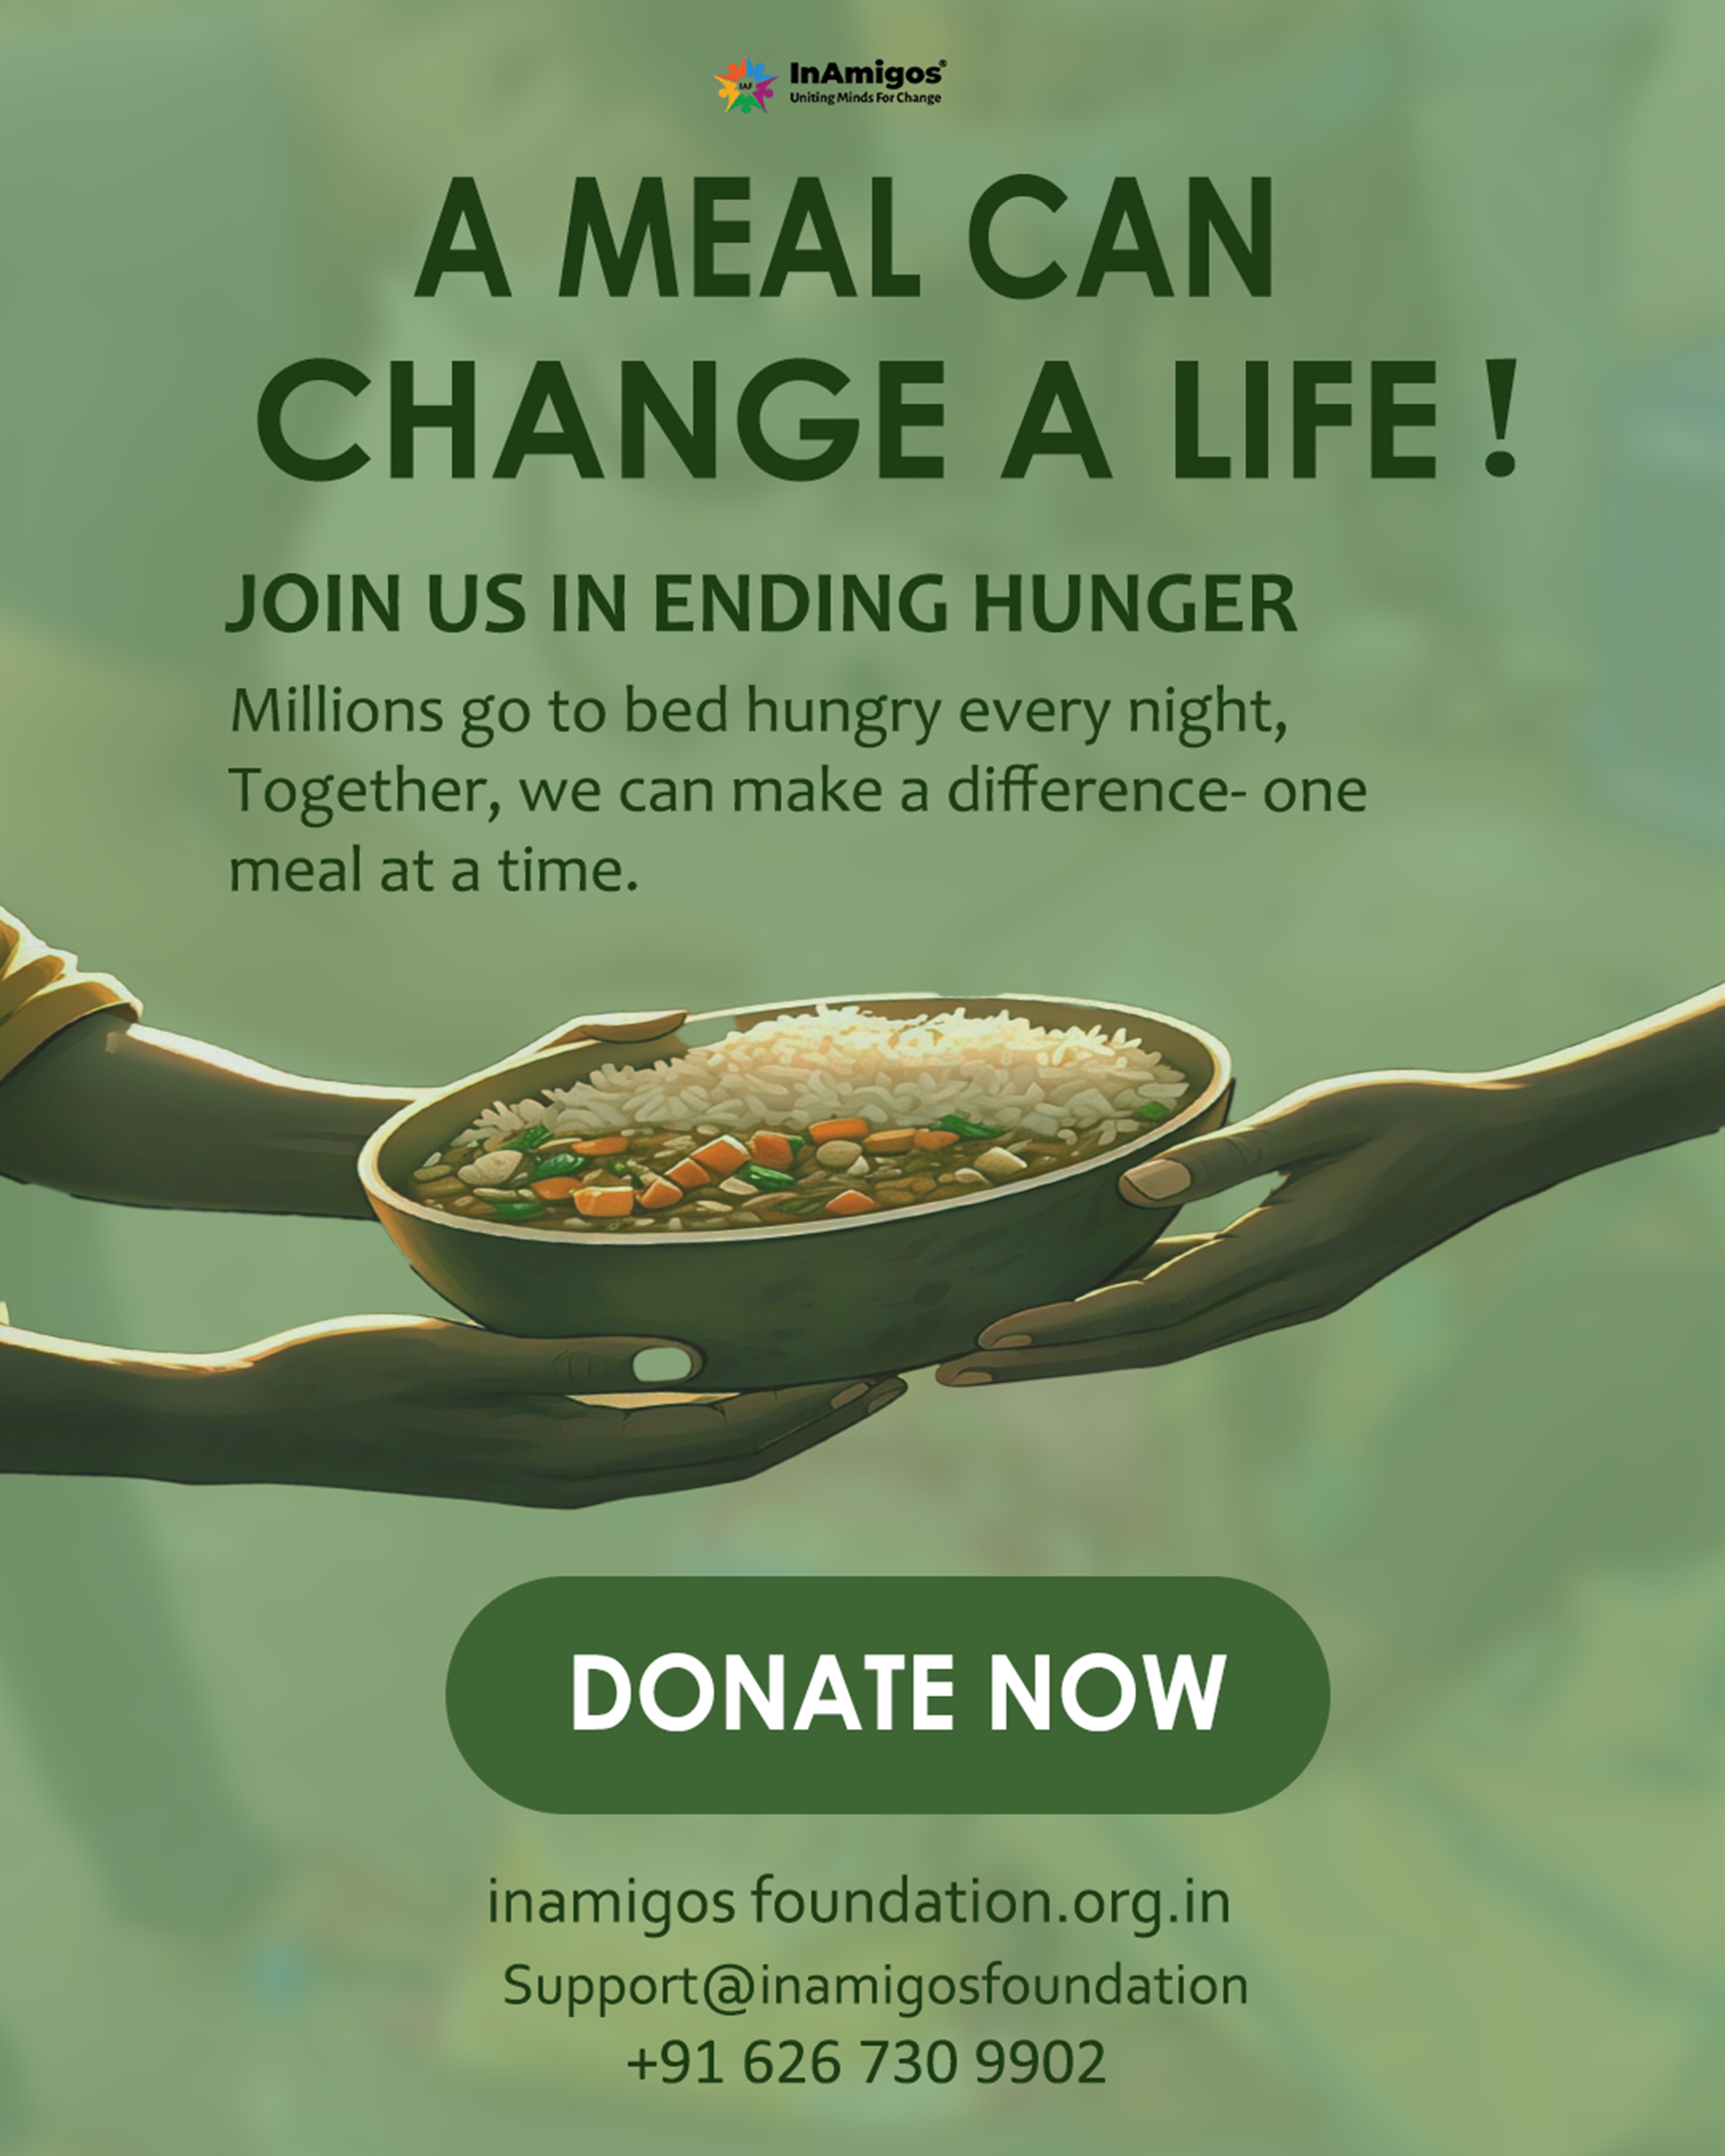 IAF
InAmigos®
Uniting Minds For Change
A MEAL CAN
CHANGE A LIFE !
JOIN US IN ENDING HUNGER
Millions go to bed hungry every night,
Together, we can make a difference- one
meal at a time.
DONATE NOW
inamigos foundation.org.in
Support@inamigosfoundation
+91 626 730 9902